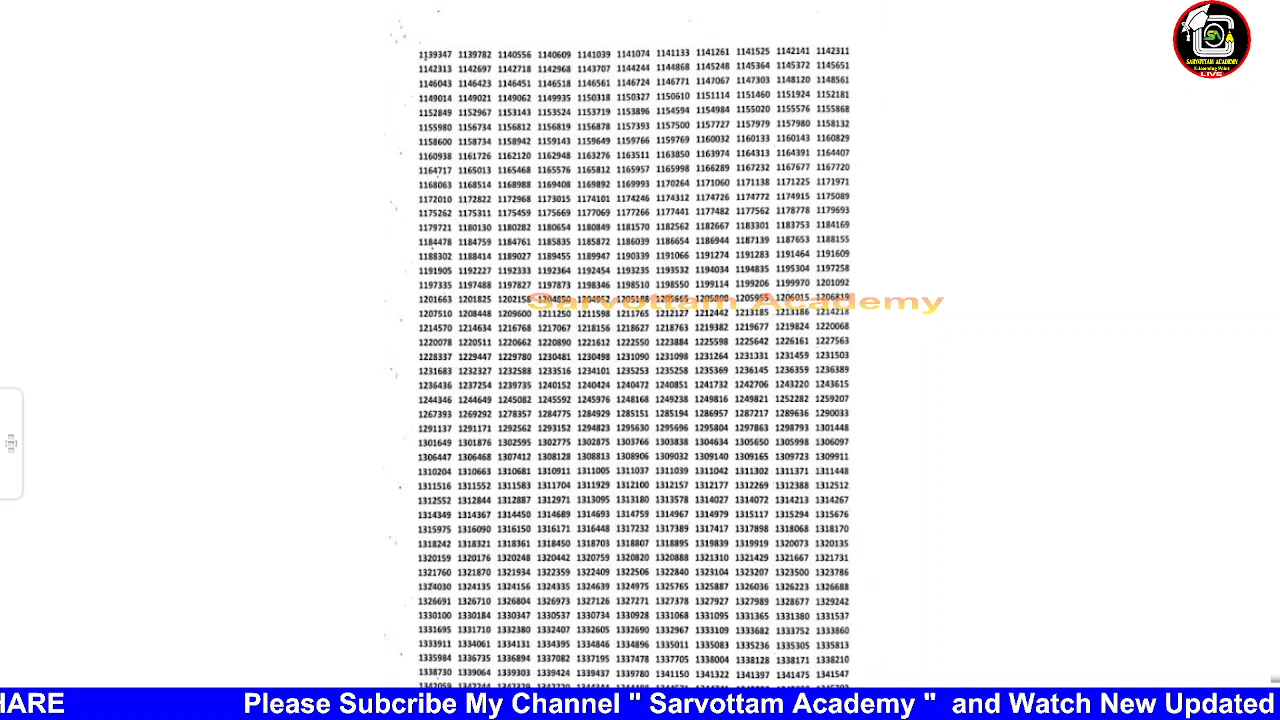 1139347 1139782 1140556 1140609 1141039 1141074 1141133 1141261 1141525 1142141 1142311
1142313 1142697 1142718 1142968 1143707 1144244 1144868 1145248 1145364 1145372 1145651
1146043 1146423 1146451 1146518 1146561 1146724 1146771 1147067 1147303 1148120 1148561
1149014 1149021 1149062 1149935 1150318 1150327 1150610 1151114 1151460 1151924 1152181
1152849 1152967 1153143 1153524 1153719 1153896 1154594 1154984 1155020 1155576 1155868
1155980 1156734 1156812 1156819 1156878 1157393 1157500 1157727 1157979 1157980 1158132
1158600 1158734 1158942 1159143 1159649 1159766 1159769 1160032 1160133 1160143 1160829
1160938 1161726 1162120 1162948 1163276 1163511 1163850 1163974 1164313 1164391 1164407
1164717 1165013 1165468 1165576 1165812 1165957 1165998 1166289 1167232 1167677 1167720
1168063 1168514 1168988 1169408 1169892 1169993 1170264 1171060 1171138 1171225 1171971
1172010 1172822 1172968 1173015 1174101 1174246 1174312 1174726 1174772 1174915 1175089
1175262 1175311 1175459 1175669 1177069 1177266 1177441 1177482 1177562 1178778 1179693
1179721 1180130 1180282 1180654 1180849 1181570 1182562 1182667 1183301 1183753 1184169
1184478 1184759 1184761 1185835 1185872 1186039 1186654 1186944 1187139 1187653 1188155
1188302 1188414 1189027 1189455 1189947 1190339 1191066 1191274 1191283 1191464 1191609
1191905 1192227 1192333 1192364 1192454 1193235 1193532 1194034 1194835 1195304 1197258
1197335 1197488 1197827 1197873 1198346 1198510 1198550 1199114 1199206 1199970 1201092
1201663 1201825 1202158 1206015 1206819
Sarvottam Academy
1207510 1208448 1209600 1211250 1211598 1211765 1212127 1212442 1213185 1213186 1214218
1214570 1214634 1216768 1217067 1218156 1218627 1218763 1219382 1219677 1219824 1220068
1220078 1220511 1220662 1220890 1221612 1222550 1223884 1225598 1225642 1226161 1227563
1228337 1229447 1229780 1230481 1230498 1231090 1231098 1231264 1231331 1231459 1231503
1231683 1232327 1232588 1233516 1234101 1235253 1235258 1235369 1236145 1236359 1236389
1236436 1237254 1239735 1240152 1240424 1240472 1240851 1241732 1242706 1243220 1243615
1244346 1244649 1245082 1245592 1245976 1248168 1249238 1249816 1249821 1252282 1259207
1267393 1269292 1278357 1284775 1284929 1285151 1285194 1286957 1287217 1289636 1290033
1291137 1291171 1292562 1293152 1294823 1295630 1295696 1295804 1297863 1298793 1301448
1301649 1301876 1302595 1302775 1302875 1303766 1303838 1304634 1305650 1305998 1306097
1306447 1306468 1307412 1308128 1308813 1308906 1309032 1309140 1309165 1309723 1309911
1310204 1310663 1310681 1310911 1311005 1311037 1311039 1311042 1311302 1311371 1311448
1311516 1311552 1311583 1311704 1311929 1312100 1312157 1312177 1312269 1312388 1312512
1312552 1312844 1312887 1312971 1313095 1313180 1313578 1314027 1314072 1314213 1314267
1314349 1314367 1314450 1314689 1314693 1314759 1314967 1314979 1315117 1315294 1315676
1315975 1316090 1316150 1316171 1316448 1317232 1317389 1317417 1317898 1318068 1318170
1318242 1318321 1318361 1318450 1318703 1318807 1318895 1319839 1319919 1320073 1320135
1320159 1320176 1320248 1320442 1320759 1320820 1320888 1321310 1321429 1321667 1321731
1321760 1321870 1321934 1322359 1322409 1322506 1322840 1323104 1323207 1323500 1323786
1324030 1324135 1324156 1324335 1324639 1324975 1325765 1325887 1326036 1326223 1326688
1326691 1326710 1326804 1326973 1327126 1327271 1327378 1327927 1327989 1328677 1329242
1330100 1330184 1330347 1330537 1330734 1330928 1331068 1331095 1331365 1331380 1331537
1331695 1331710 1332380 1332407 1332605 1332690 1332967 1333109 1333682 1333752 1333860
1333911 1334061 1334131 1334395 1334846 1334896 1335011 1335083 1335236 1335305 1335813
1335984 1336735 1336894 1337082 1337195 1337478 1337705 1338004 1338128 1338171 1338210
1338730 1339064 1339303 1339424 1339437 1339780 1341150 1341322 1341397 1341475 1341547
SARVOTTAM ACADEMY
E-learning Point
LIVE
HARE Please Subcribe My Channel " Sarvottam Academy " and Watch New Updated